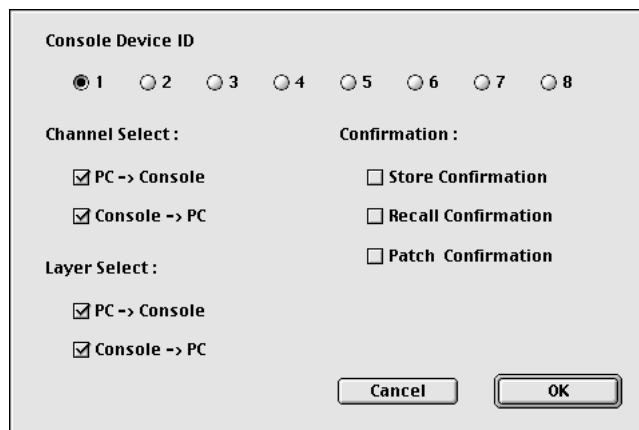 Console Device ID
1 2 3 4 5 6 7 8
Channel Select :
PC -> Console
Console -> PC
Layer Select :
PC -> Console
Console -> PC
Confirmation :
Store Confirmation
Recall Confirmation
Patch Confirmation
Cancel OK